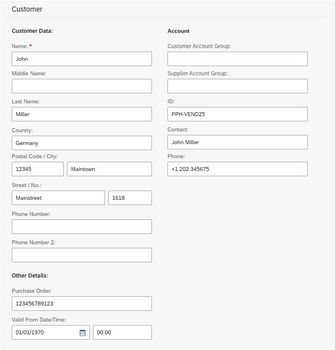 Customer
Customer Data:
Name: *
John
Middle Name:
Last Name:
Miller
Country:
Germany
Postal Code / City:
12345 Maintown
Street / No.:
Mainstreet 1618
Phone Number:
Phone Number 2:
Other Details:
Purchase Order:
123456789123
Valid From Date/Time:
01/01/1970 00:00
Account
Customer Account Group:
Supplier Account Group:
ID:
PPH-VEND25
Contact:
John Miller
Phone:
+1 202 345675